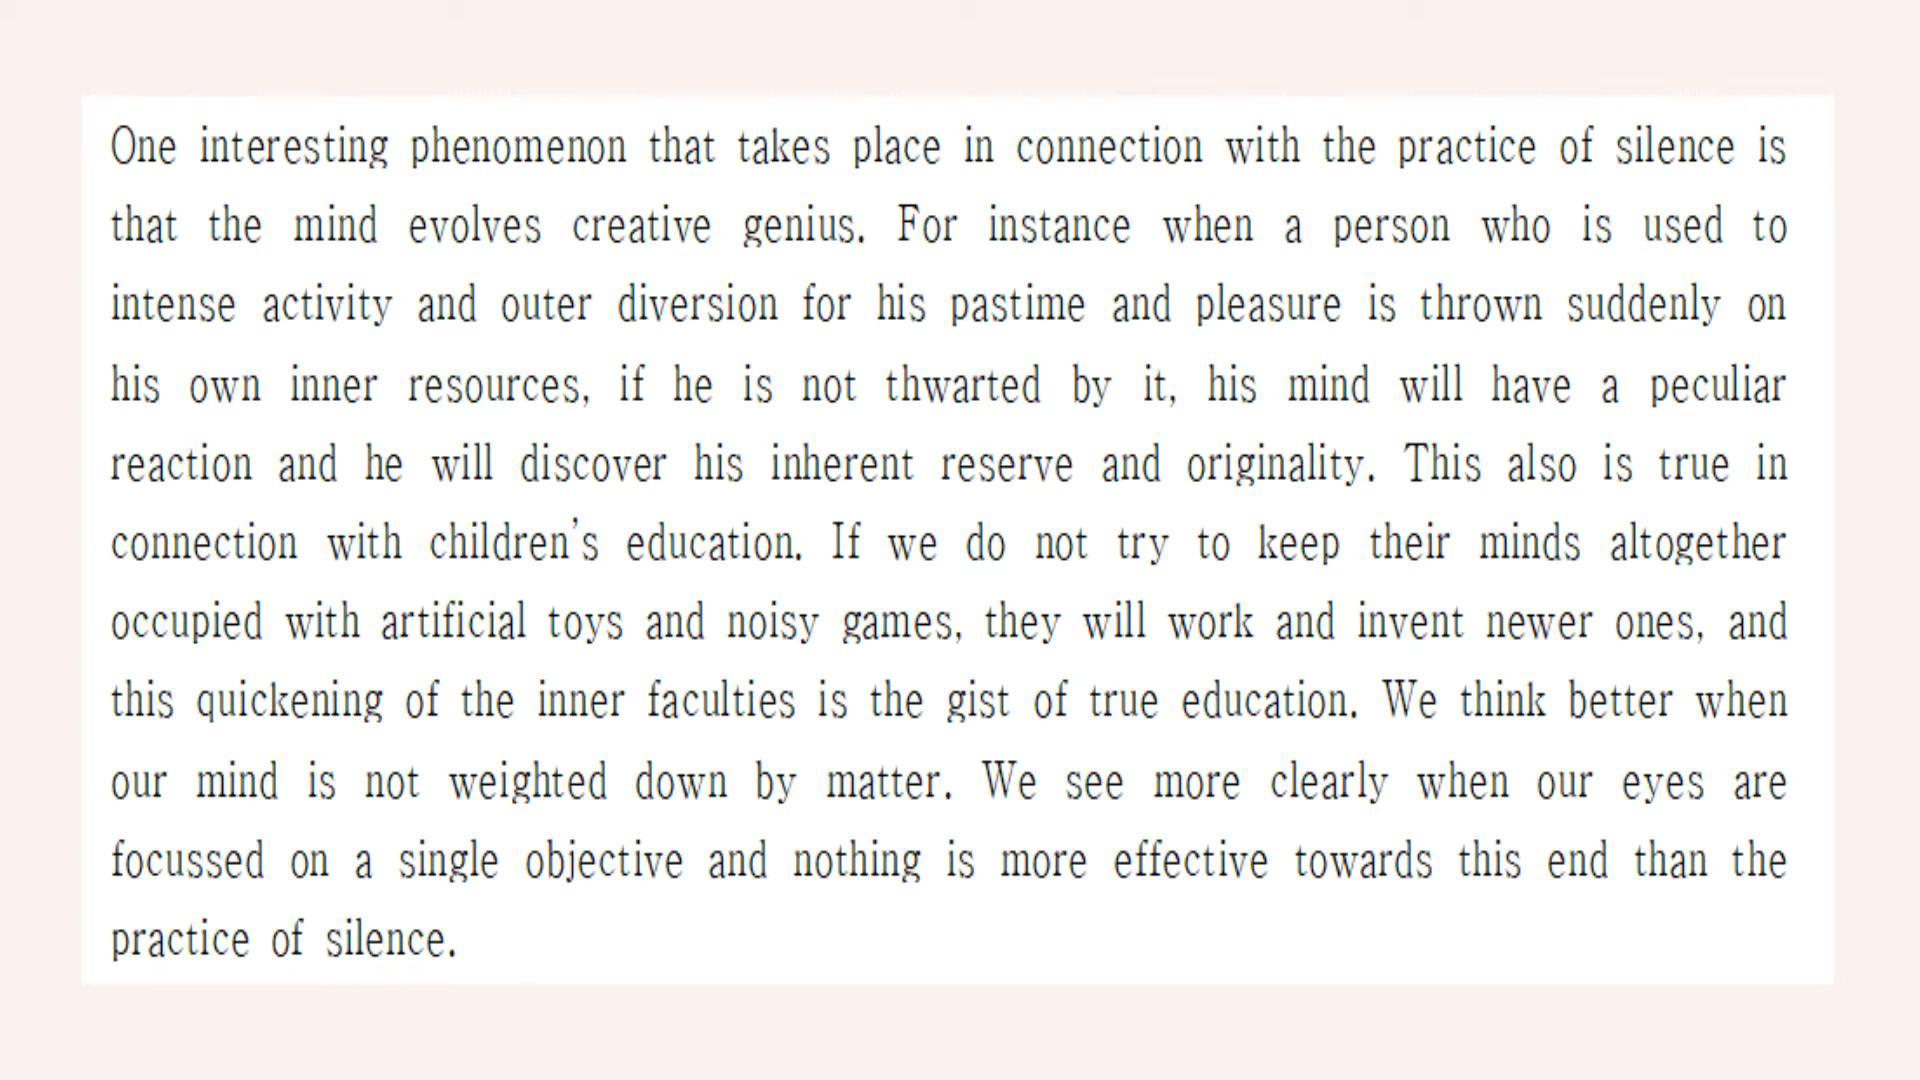 One interesting phenomenon that takes place in connection with the practice of silence is
that the mind evolves creative genius. For instance when a person who is used to
intense activity and outer diversion for his pastime and pleasure is thrown suddenly on
his own inner resources, if he is not thwarted by it, his mind will have a peculiar
reaction and he will discover his inherent reserve and originality. This also is true in
connection with children's education. If we do not try to keep their minds altogether
occupied with artificial toys and noisy games, they will work and invent newer ones, and
this quickening of the inner faculties is the gist of true education. We think better when
our mind is not weighted down by matter. We see more clearly when our eyes are
focussed on a single objective and nothing is more effective towards this end than the
practice of silence.